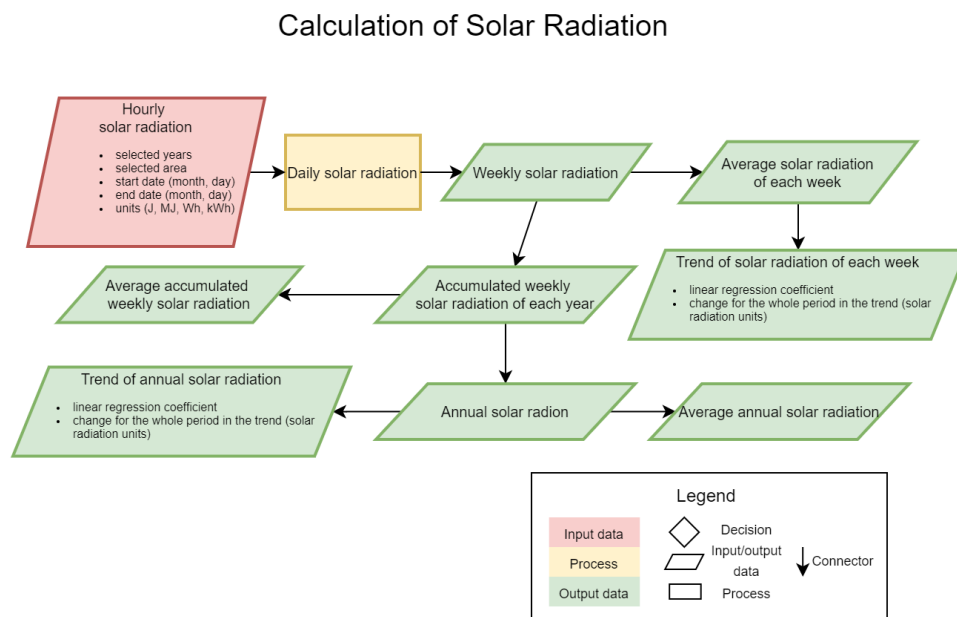 Calculation of Solar Radiation
Hourly
solar radiation
• selected years
• selected area
• start date (month, day)
• end date (month, day)
• units (J, MJ, Wh, kWh)
Daily solar radiation
Weekly solar radiation
Average solar radiation
of each week
Trend of solar radiation of each week
• linear regression coefficient
• change for the whole period in the trend (solar
radiation units)
Average accumulated
weekly solar radiation
Accumulated weekly
solar radiation of each year
Trend of annual solar radiation
• linear regression coefficient
• change for the whole period in the trend (solar
radiation units)
Annual solar radion
Average annual solar radiation
Legend
Input data
Process
Output data
Decision
Input/output
data
Process
Connector